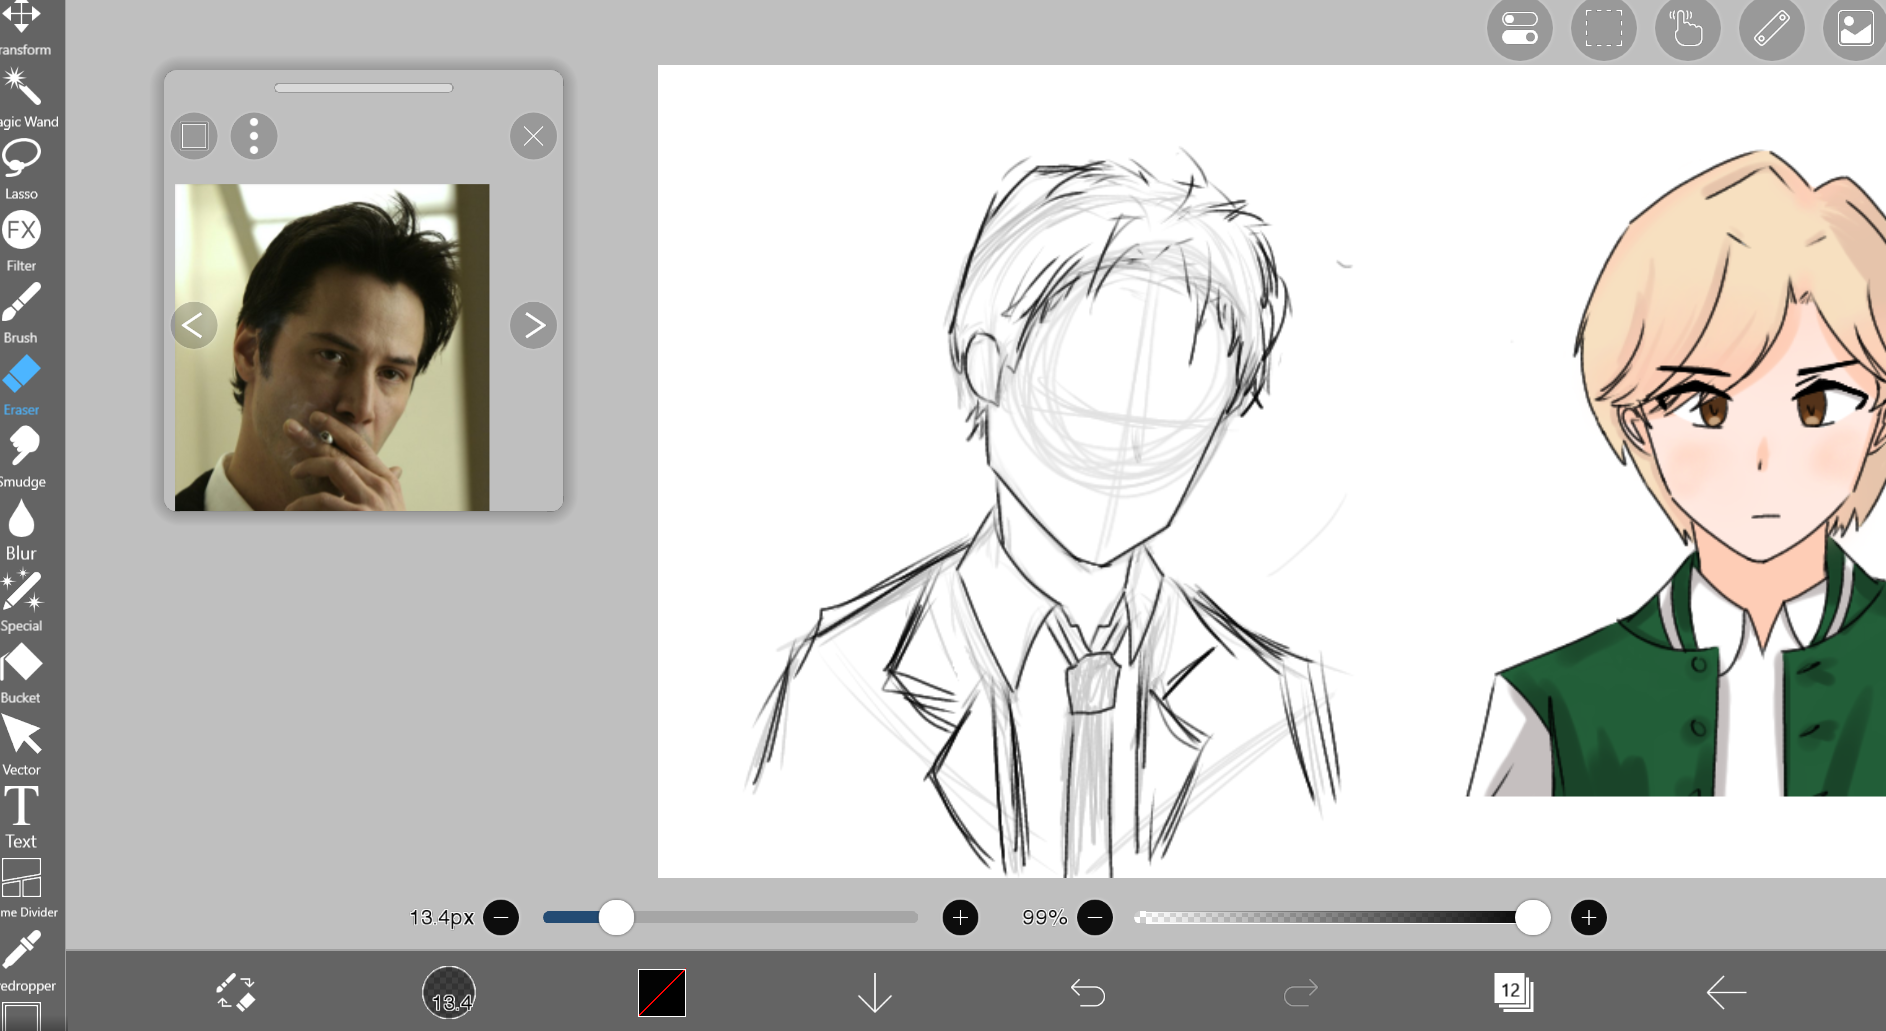 ransform
agic Wand
Lasso
FX
Filter
Brush
Eraser
Smudge
Blur
Special
Bucket
Vector
T
Text
me Divider
edropper
13.4px
99%
13.4
12